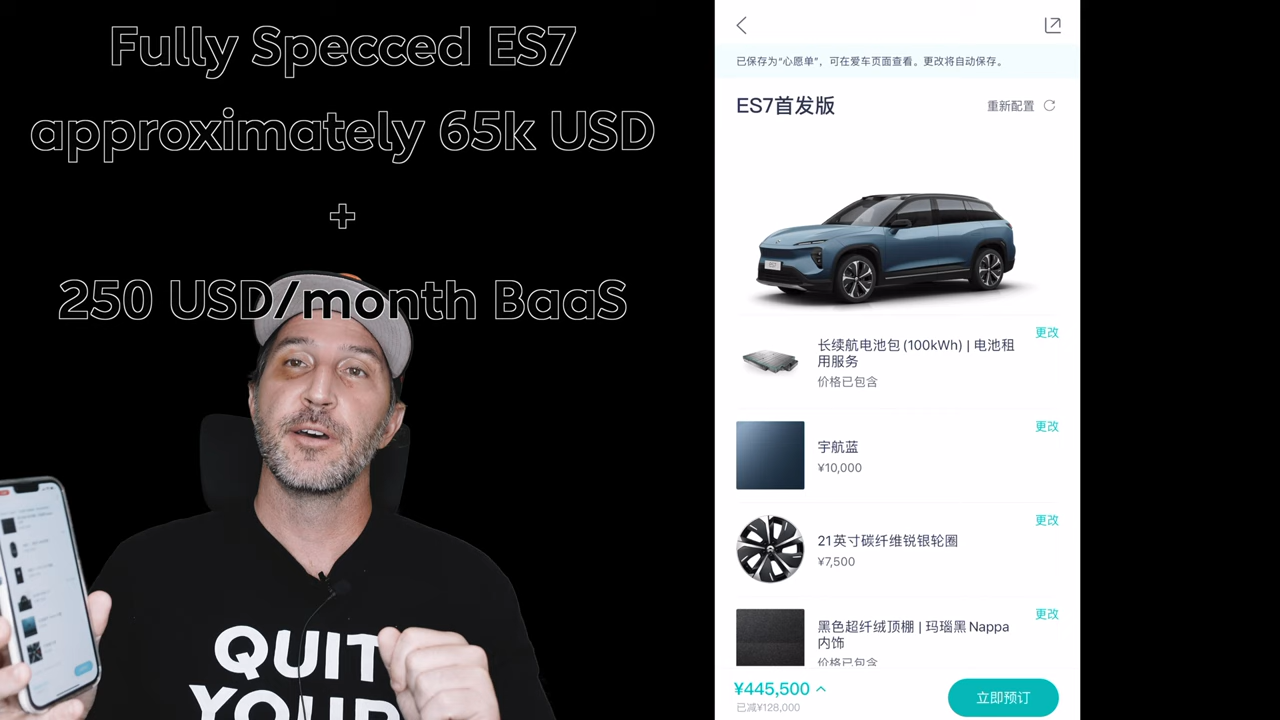 Fully Specced ES7
approximately 65k USD
+
250 USD/month BaaS
QUIT
YOUR
已保存为“心愿单”，可在爱车页面查看。更改将自动保存。
ES7首发版
重新配置
ES7
更改
长续航电池包(100kWh) | 电池租
用服务
价格已包含
更改
宇航蓝
¥10,000
更改
21英寸碳纤维锐银轮圈
¥7,500
更改
黑色超纤绒顶棚 | 玛瑙黑Nappa
内饰
价格已包含
¥445,500
已减¥128,000
立即预订